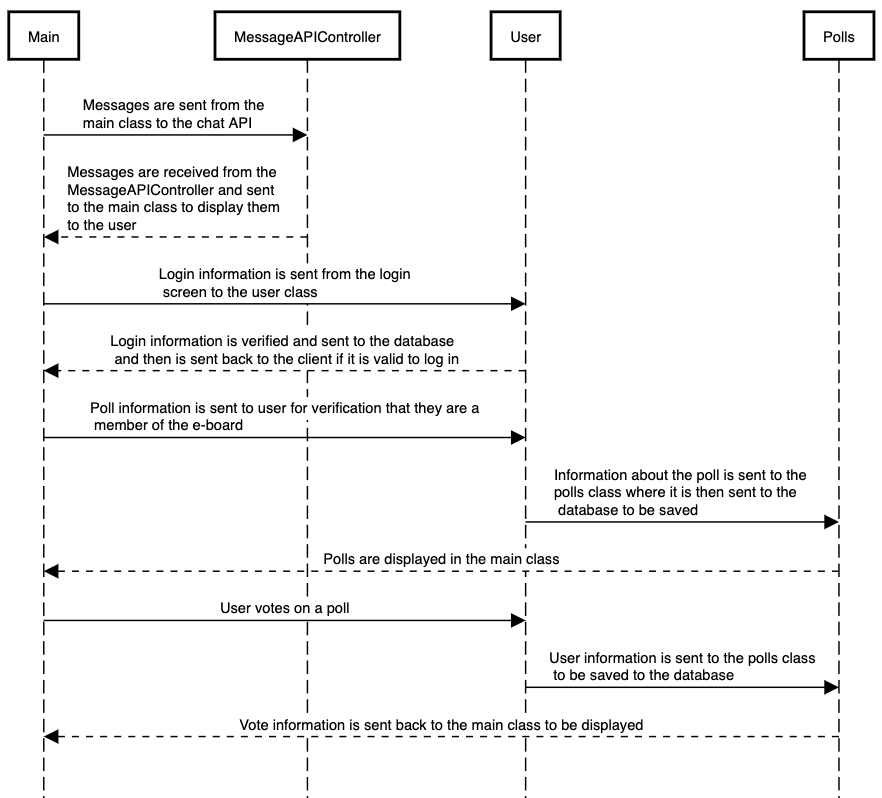 Main
MessageAPIController
User
Polls
Messages are sent from the
main class to the chat API
Messages are received from the
MessageAPIController and sent
to the main class to display them
to the user
Login information is sent from the login
screen to the user class
Login information is verified and sent to the database
and then is sent back to the client if it is valid to log in
Poll information is sent to user for verification that they are a
member of the e-board
Information about the poll is sent to the
polls class where it is then sent to the
database to be saved
Polls are displayed in the main class
User votes on a poll
User information is sent to the polls class
to be saved to the database
Vote information is sent back to the main class to be displayed